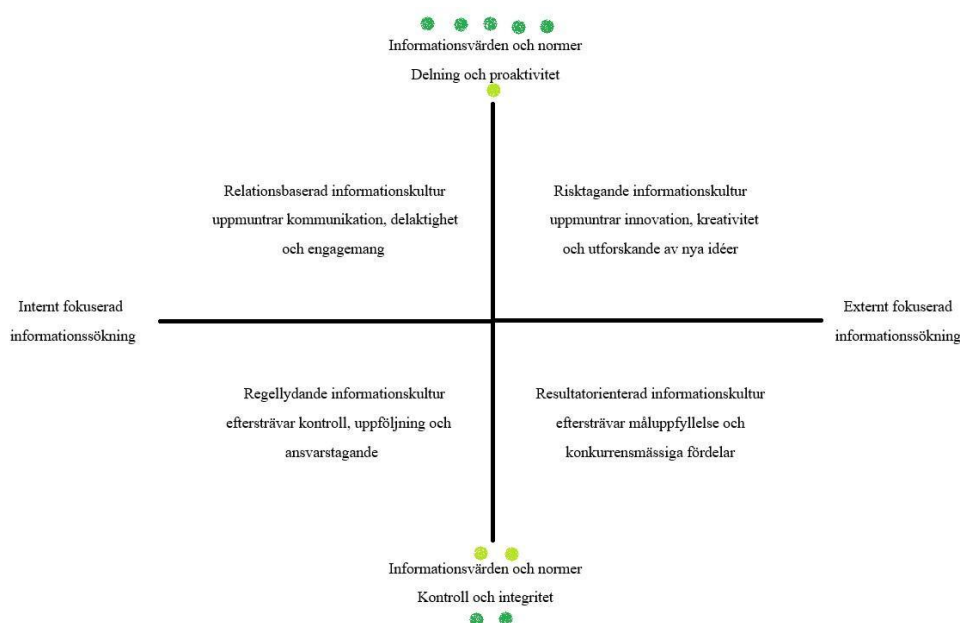 Informationsvärden och normer
Delning och proaktivitet
Relationsbaserad informationskultur
uppmuntrar kommunikation, delaktighet
och engagemang
Risktagande informationskultur
uppmuntrar innovation, kreativitet
och utforskande av nya idéer
Internt fokuserad
informationssökning
Externt fokuserad
informationssökning
Regellydande informationskultur
eftersträvar kontroll, uppföljning och
ansvarstagande
Resultatorienterad informationskultur
eftersträvar måluppfyllelse och
konkurrensmässiga fördelar
Informationsvärden och normer
Kontroll och integritet